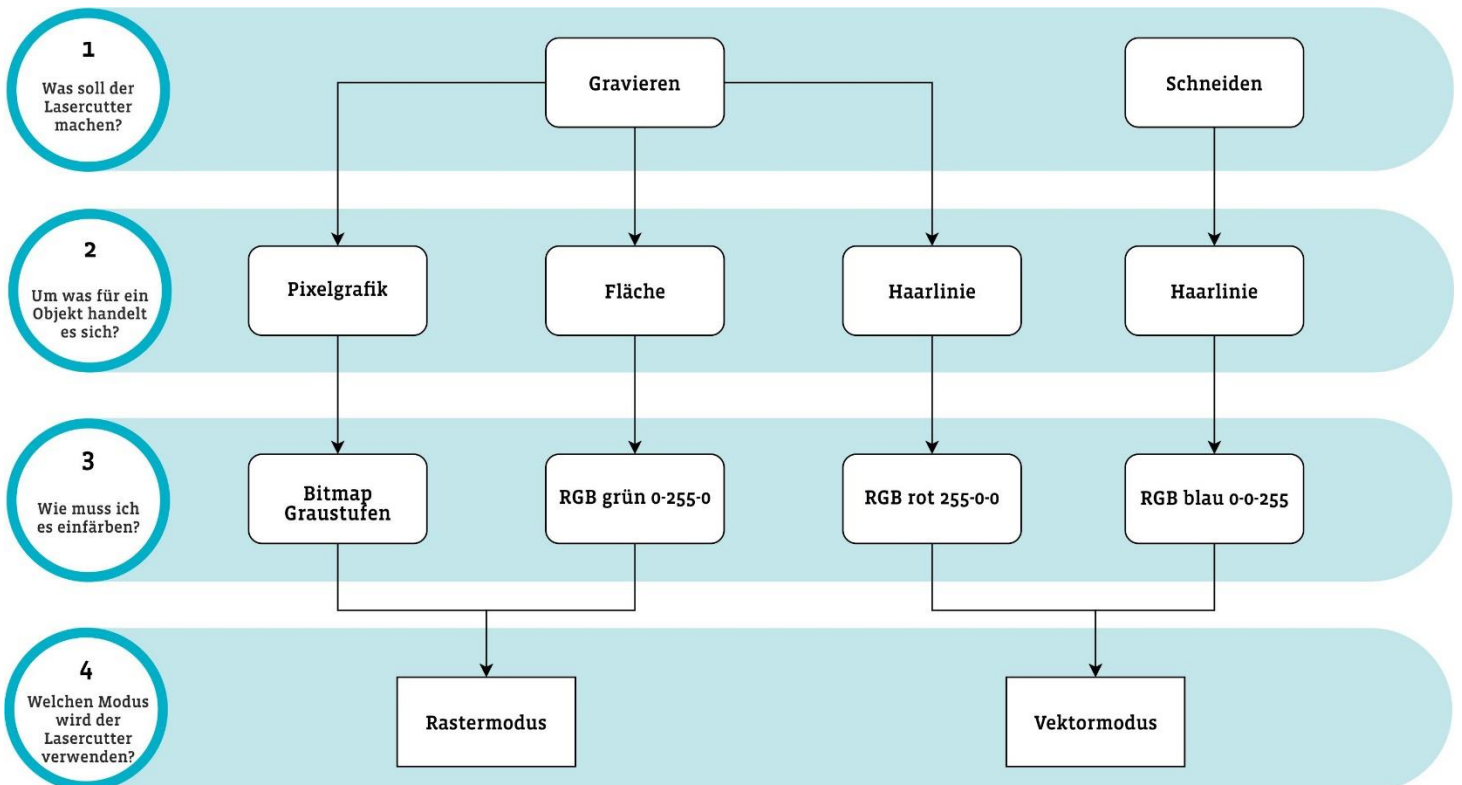 1
Was soll der
Lasercutter
machen?
Gravieren
Schneiden
2
Um was für ein
Objekt handelt
es sich?
Pixelgrafik
Fläche
Haarlinie
Haarlinie
3
Wie muss ich
es einfärben?
Bitmap
Graustufen
RGB grün 0-255-0
RGB rot 255-0-0
RGB blau 0-0-255
4
Welchen Modus
wird der
Lasercutter
verwenden?
Rastermodus
Vektormodus